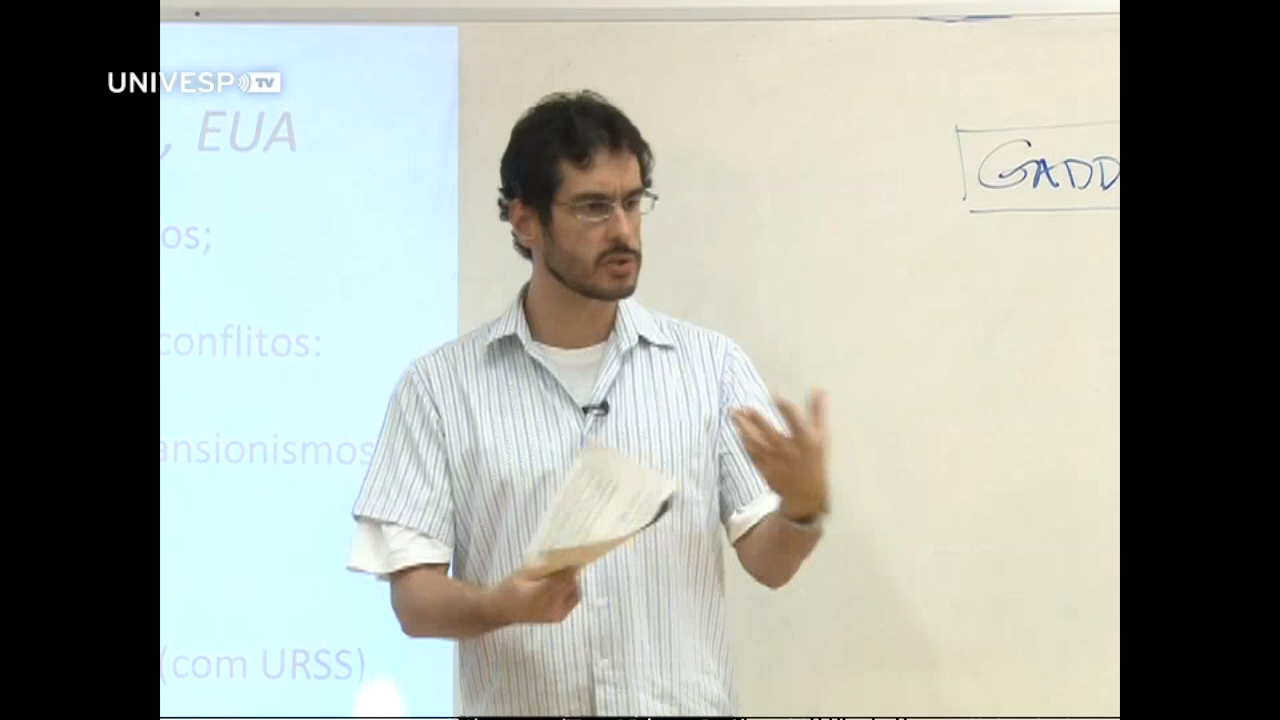 UNIVESP TV
, EUA
os;
conflitos:
ansionismos
(com URSS)
GADD